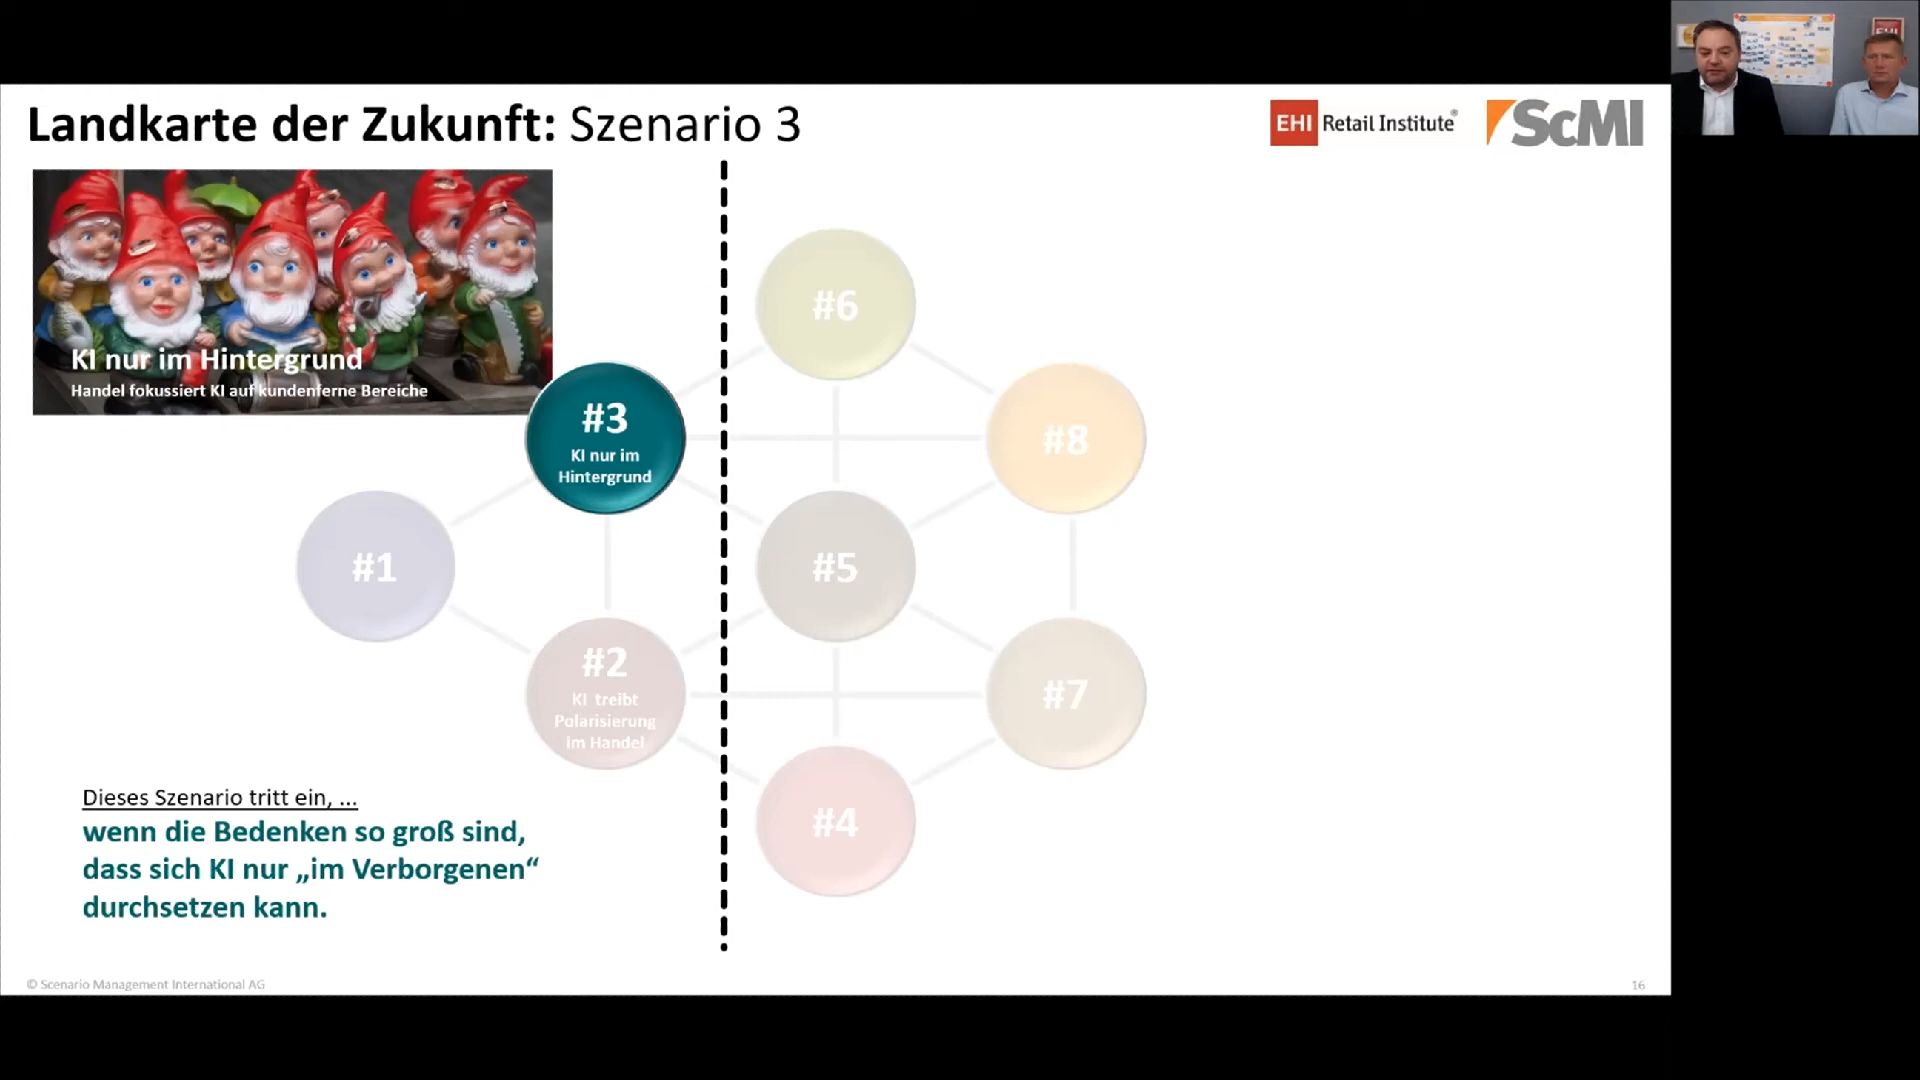 Landkarte der Zukunft: Szenario 3
EHI Retail Institute®
ScMI
EHI
KI nur im Hintergrund
Handel fokussiert KI auf kundenferne Bereiche
#6
#3
KI nur im
Hintergrund
#8
#1
#5
#2
KI treibt
Polarisierung
im Handel
#7
#4
Dieses Szenario tritt ein, ...
wenn die Bedenken so groß sind,
dass sich KI nur „im Verborgenen“
durchsetzen kann.
© Scenario Management International AG
16